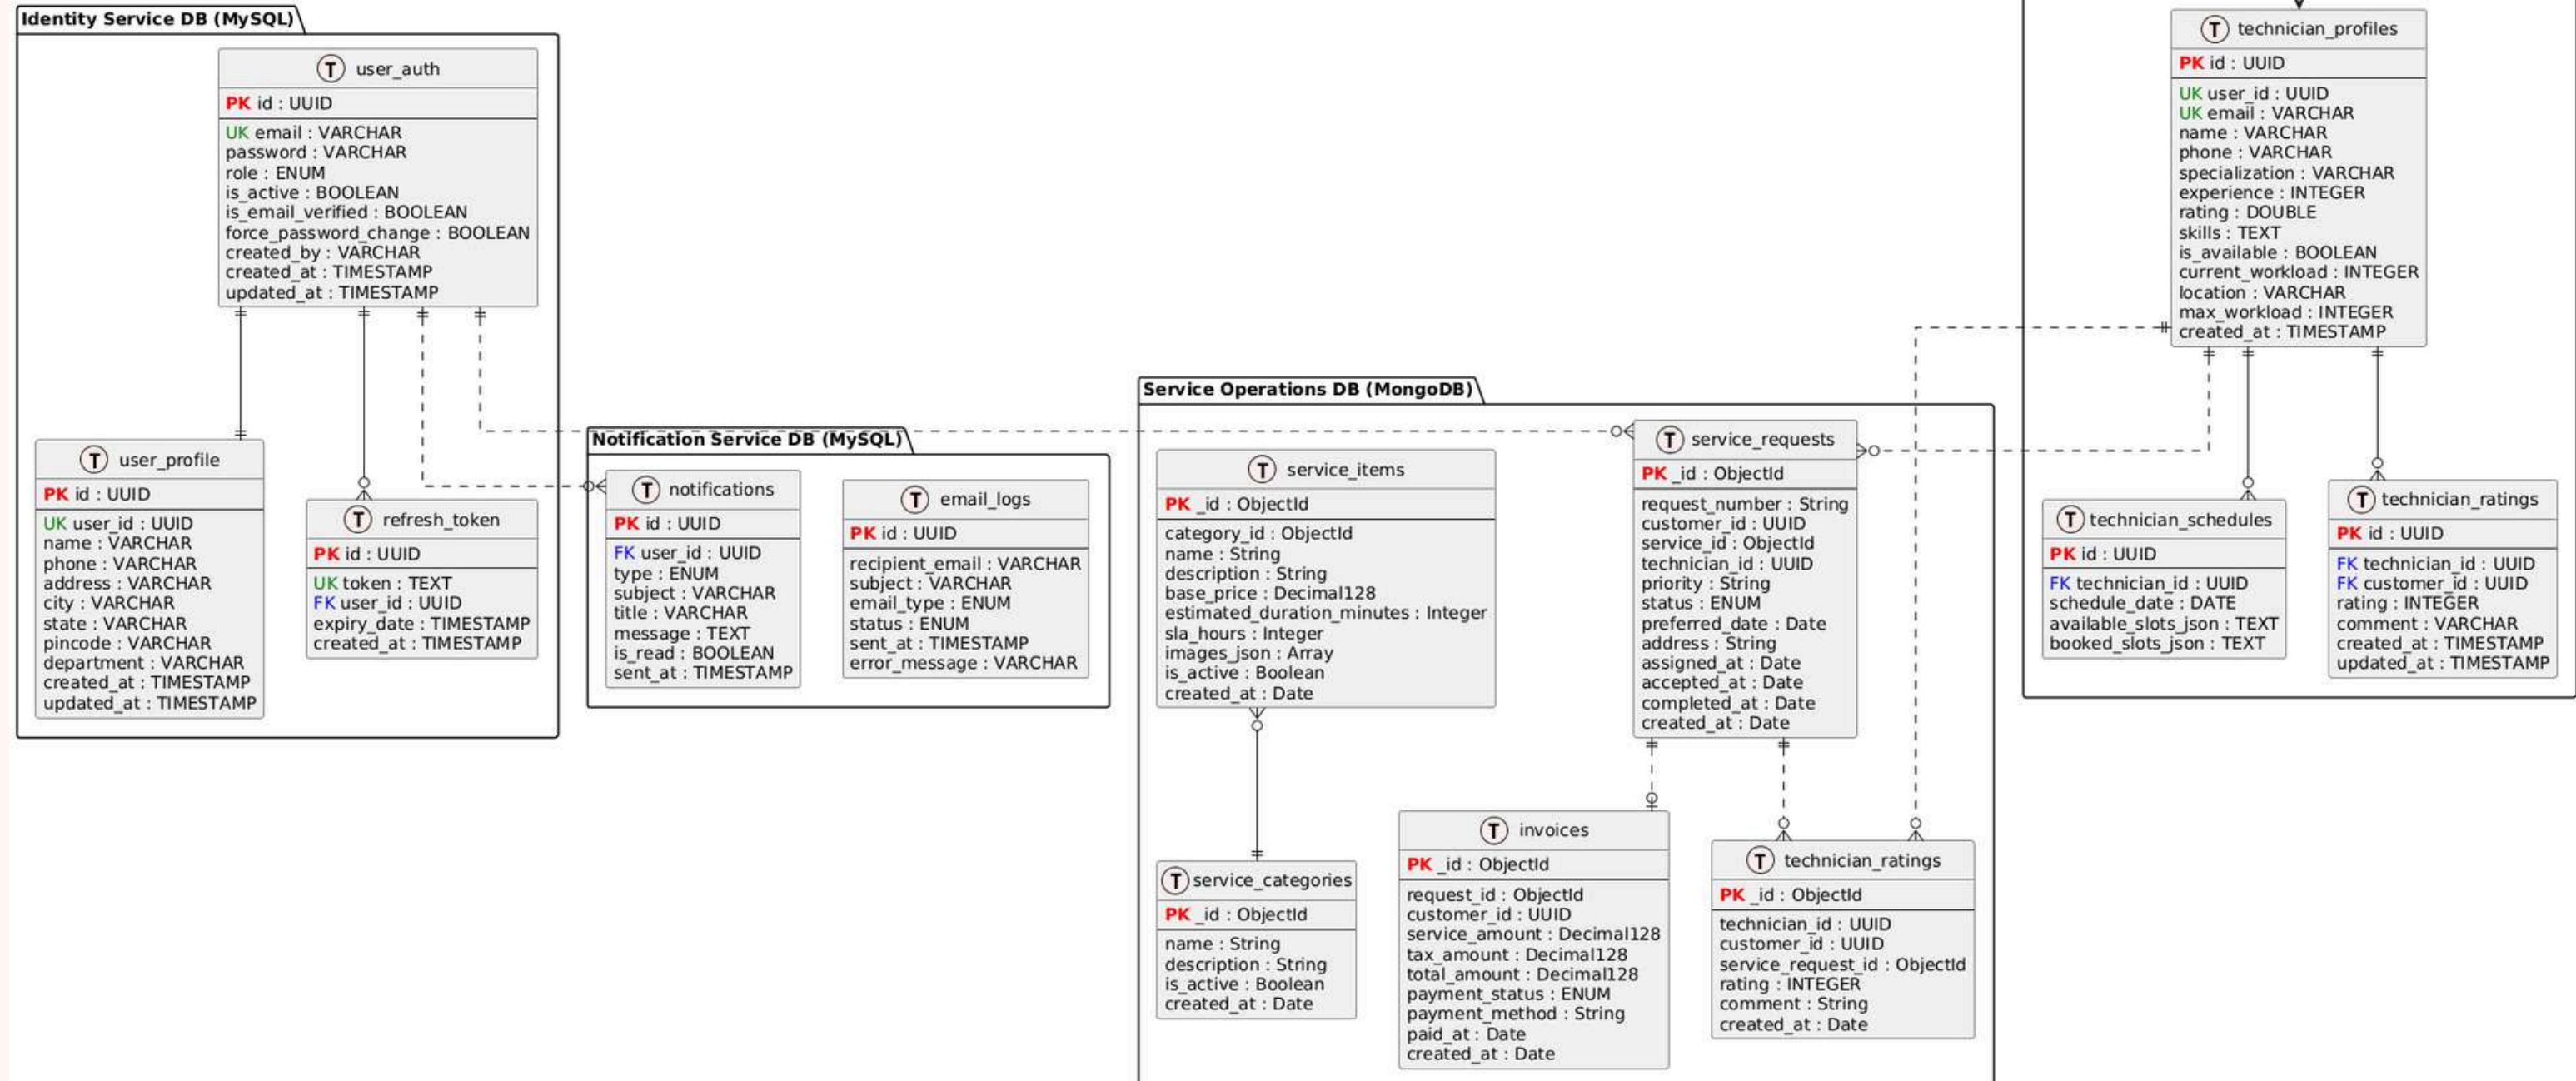 Identity Service DB (MySQL)
T user_auth
PK id : UUID
UK email : VARCHAR
password : VARCHAR
role : ENUM
is_active : BOOLEAN
is_email_verified : BOOLEAN
force_password_change : BOOLEAN
created_by : VARCHAR
created_at : TIMESTAMP
updated_at : TIMESTAMP
T user_profile
PK id : UUID
UK user_id : UUID
name : VARCHAR
phone : VARCHAR
address : VARCHAR
city : VARCHAR
state : VARCHAR
pincode : VARCHAR
department : VARCHAR
created_at : TIMESTAMP
updated_at : TIMESTAMP
T refresh_token
PK id : UUID
UK token : TEXT
FK user_id : UUID
expiry_date : TIMESTAMP
created_at : TIMESTAMP
Notification Service DB (MySQL)
T notifications
PK id : UUID
FK user_id : UUID
type : ENUM
subject : VARCHAR
title : VARCHAR
message : TEXT
is_read : BOOLEAN
sent_at : TIMESTAMP
T email_logs
PK id : UUID
recipient_email : VARCHAR
subject : VARCHAR
email_type : ENUM
status : ENUM
sent_at : TIMESTAMP
error_message : VARCHAR
Service Operations DB (MongoDB)
T service_items
PK _id : ObjectId
category_id : ObjectId
name : String
description : String
base_price : Decimal128
estimated_duration_minutes : Integer
sla_hours : Integer
images_json : Array
is_active : Boolean
created_at : Date
T service_requests
PK _id : ObjectId
request_number : String
customer_id : UUID
service_id : ObjectId
technician_id : UUID
priority : String
status : ENUM
preferred_date : Date
address : String
assigned_at : Date
accepted_at : Date
completed_at : Date
created_at : Date
T service_categories
PK _id : ObjectId
name : String
description : String
is_active : Boolean
created_at : Date
T invoices
PK _id : ObjectId
request_id : ObjectId
customer_id : UUID
service_amount : Decimal128
tax_amount : Decimal128
total_amount : Decimal128
payment_status : ENUM
payment_method : String
paid_at : Date
created_at : Date
T technician_ratings
PK _id : ObjectId
technician_id : UUID
customer_id : UUID
service_request_id : ObjectId
rating : INTEGER
comment : String
created_at : Date
T technician_profiles
PK id : UUID
UK user_id : UUID
UK email : VARCHAR
name : VARCHAR
phone : VARCHAR
specialization : VARCHAR
experience : INTEGER
rating : DOUBLE
skills : TEXT
is_available : BOOLEAN
current_workload : INTEGER
location : VARCHAR
max_workload : INTEGER
created_at : TIMESTAMP
T technician_schedules
PK id : UUID
FK technician_id : UUID
schedule_date : DATE
available_slots_json : TEXT
booked_slots_json : TEXT
T technician_ratings
PK id : UUID
FK technician_id : UUID
FK customer_id : UUID
rating : INTEGER
comment : VARCHAR
created_at : TIMESTAMP
updated_at : TIMESTAMP